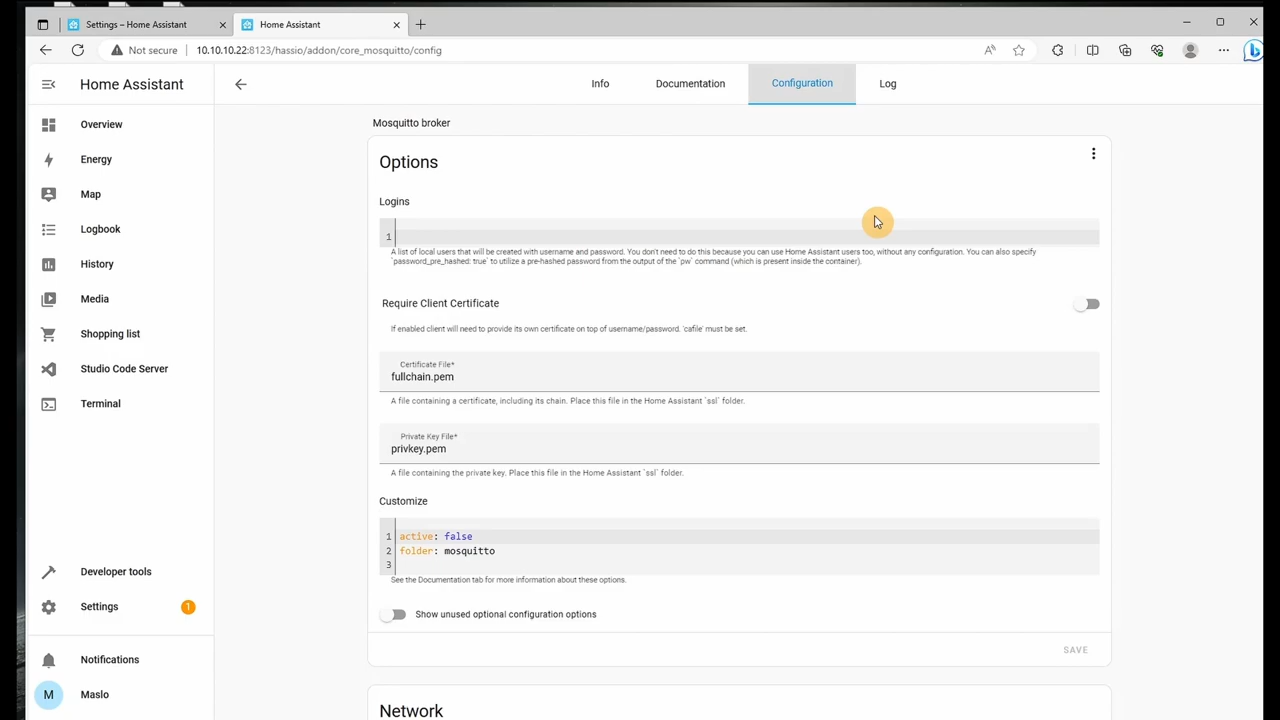 Settings – Home Assistant
Home Assistant
Not secure
10.10.10.22:8123/hassio/addon/core_mosquitto/config
Home Assistant
Info
Documentation
Configuration
Log
Overview
Energy
Map
Logbook
History
Media
Shopping list
Studio Code Server
Terminal
Developer tools
Settings
1
Notifications
M
Maslo
Mosquitto broker
Options
Logins
1
A list of local users that will be created with username and password. You don't need to do this because you can use Home Assistant users too, without any configuration. You can also specify
`password_pre_hashed: true` to utilize a pre-hashed password from the output of the `pw` command (which is present inside the container).
Require Client Certificate
If enabled client will need to provide its own certificate on top of username/password. 'cafile' must be set.
Certificate File*
fullchain.pem
A file containing a certificate, including its chain. Place this file in the Home Assistant `ssl` folder.
Private Key File*
privkey.pem
A file containing the private key. Place this file in the Home Assistant `ssl` folder.
Customize
1 active: false
2 folder: mosquitto
3
See the Documentation tab for more information about these options.
Show unused optional configuration options
SAVE
Network